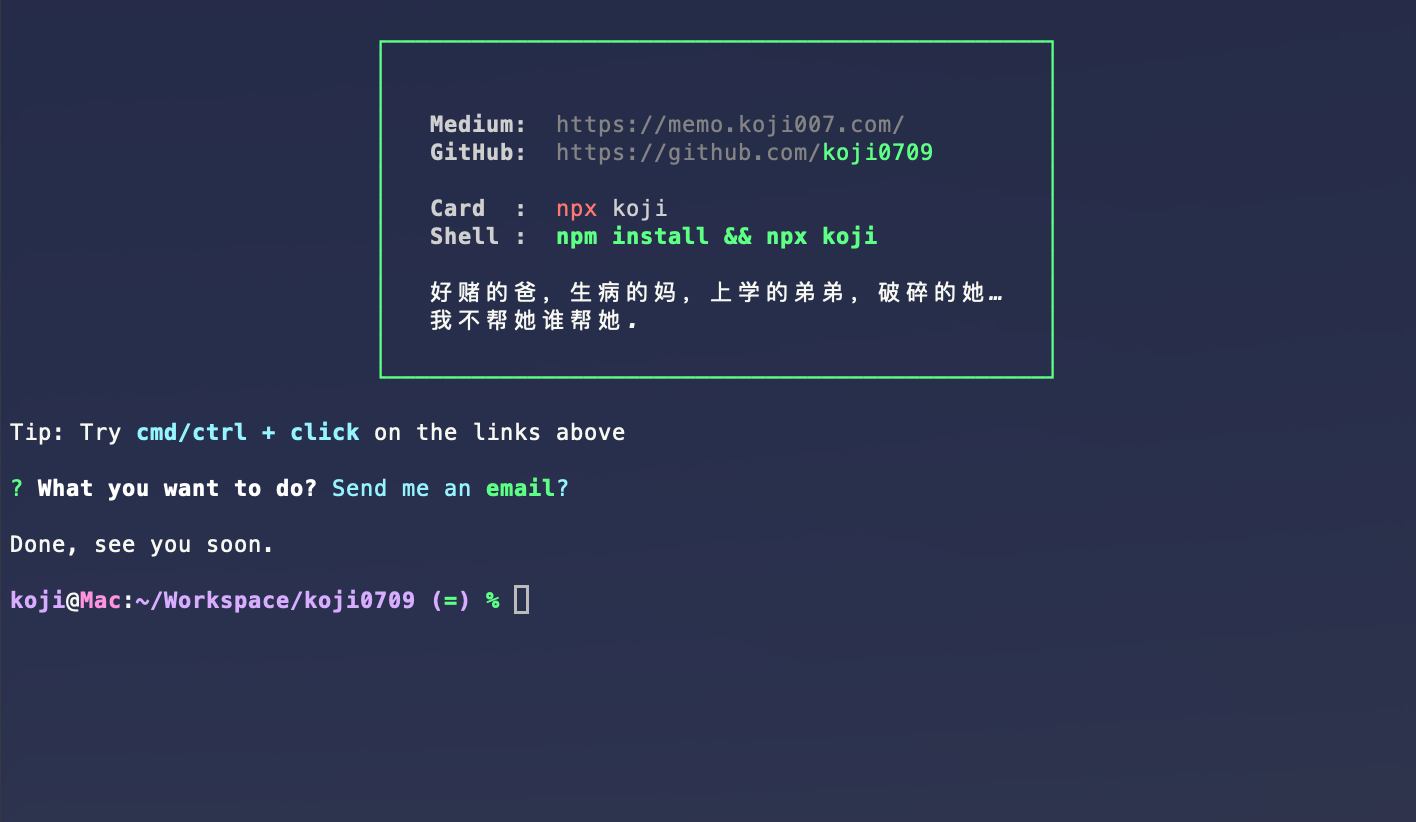 Medium: https://memo.koji007.com/
GitHub: https://github.com/koji0709
Card : npx koji
Shell : npm install && npx koji
好赌的爸, 生病的妈, 上学的弟弟, 破碎的她…
我不帮她谁帮她.
Tip: Try cmd/ctrl + click on the links above
? What you want to do? Send me an email?
Done, see you soon.
koji@Mac:~/Workspace/koji0709 (=) %